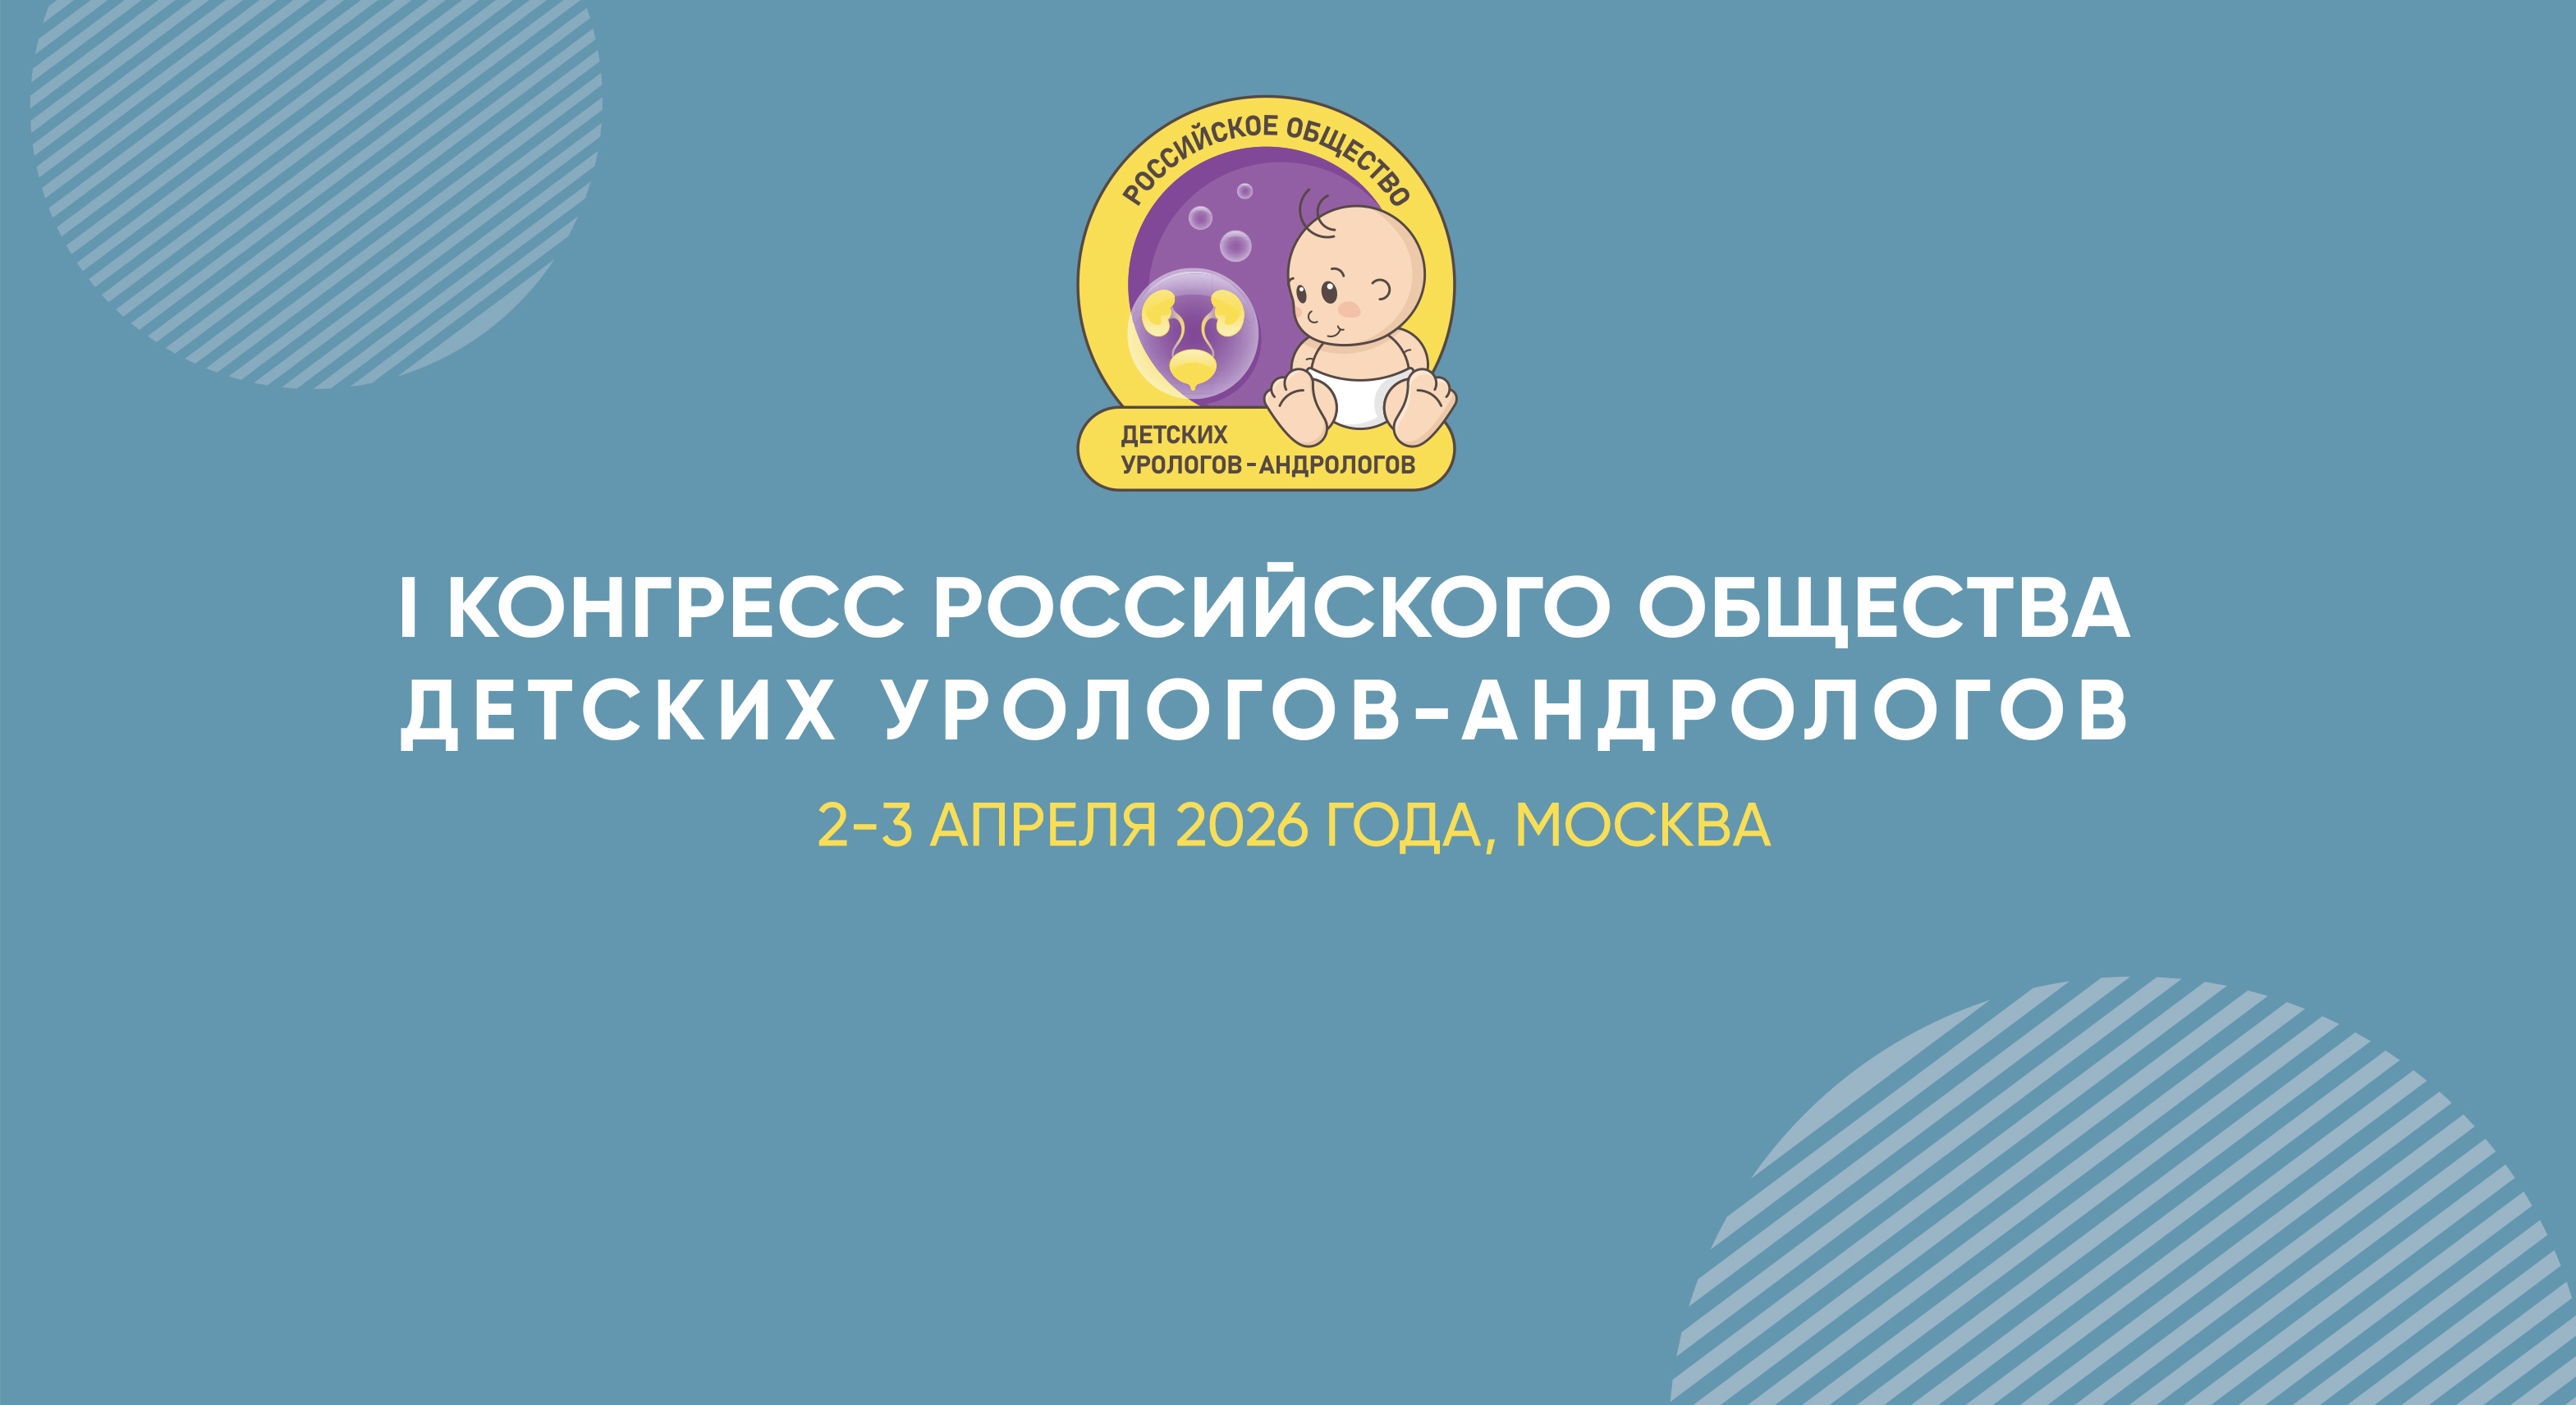 РОССИЙСКОЕ ОБЩЕСТВО
ДЕТСКИХ
УРОЛОГОВ-АНДРОЛОГОВ
I КОНГРЕСС РОССИЙСКОГО ОБЩЕСТВА
ДЕТСКИХ УРОЛОГОВ-АНДРОЛОГОВ
2-3 АПРЕЛЯ 2026 ГОДА, МОСКВА